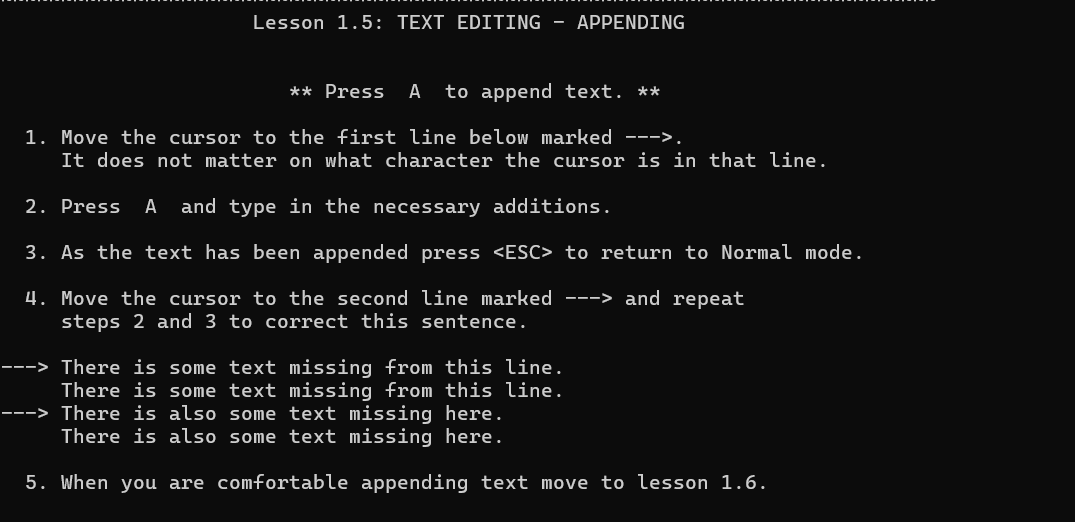 Lesson 1.5: TEXT EDITING - APPENDING
** Press  A  to append text. **
1. Move the cursor to the first line below marked --->.
It does not matter on what character the cursor is in that line.
2. Press  A  and type in the necessary additions.
3. As the text has been appended press <ESC> to return to Normal mode.
4. Move the cursor to the second line marked ---> and repeat
steps 2 and 3 to correct this sentence.
---> There is some text missing from this line.
There is some text missing from this line.
---> There is also some text missing here.
There is also some text missing here.
5. When you are comfortable appending text move to lesson 1.6.